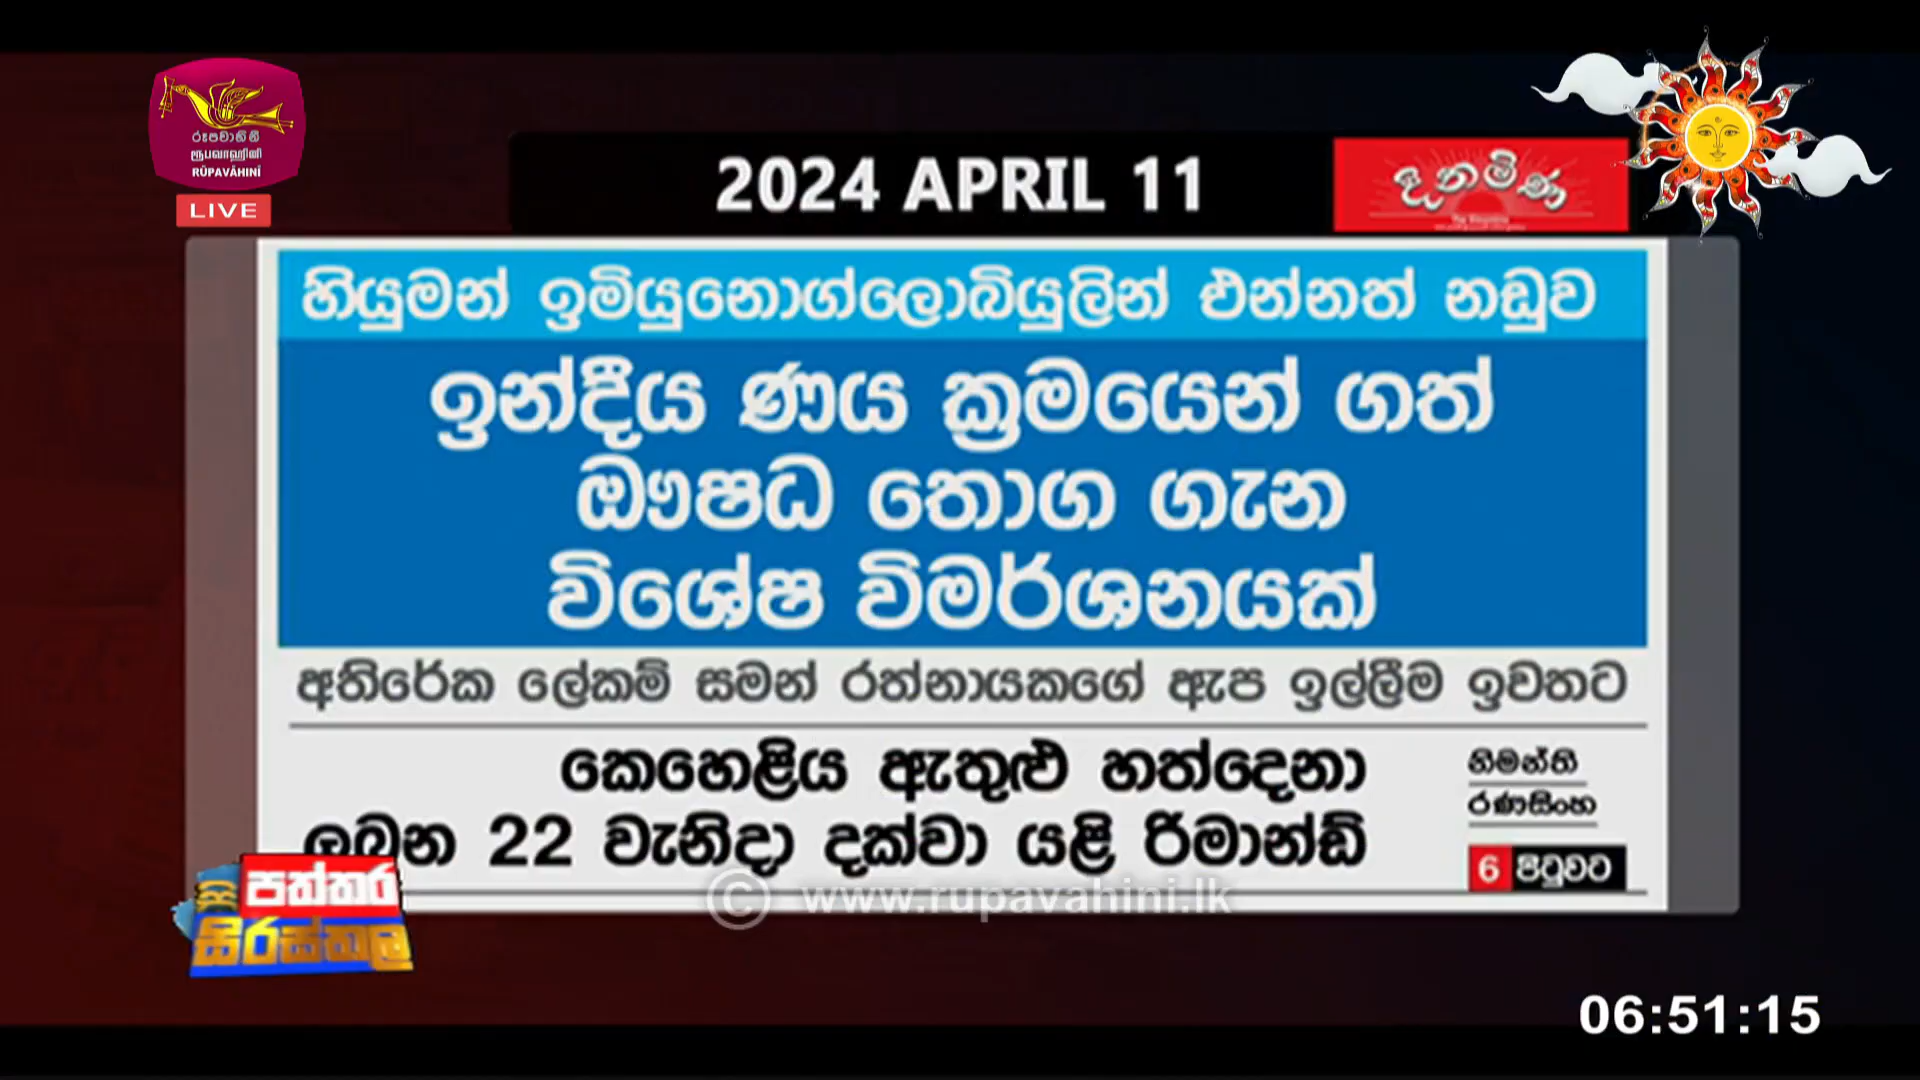 රූපවාහිනී
ரூபவாஹினி
RŪPAVĀHINĪ
LIVE
2024 APRIL 11
දිනමිණ
හියුමන් ඉමියුනොග්ලොබියුලින් එන්නත් නඩුව
ඉන්දීය ණය ක්‍රමයෙන් ගත්
ඖෂධ තොග ගැන
විශේෂ විමර්ශනයක්
අතිරේක ලේකම් සමන් රත්නායකගේ ඇප ඉල්ලීම ඉවතට
කෙහෙළිය ඇතුළු හත්දෙනා
ලබන 22 වැනිදා දක්වා යළි රිමාන්ඩ්
නිමන්ති
රණසිංහ
6 පිටුවට
පත්තර
සිරස්තල
© www.rupavahini.lk
06:51:15